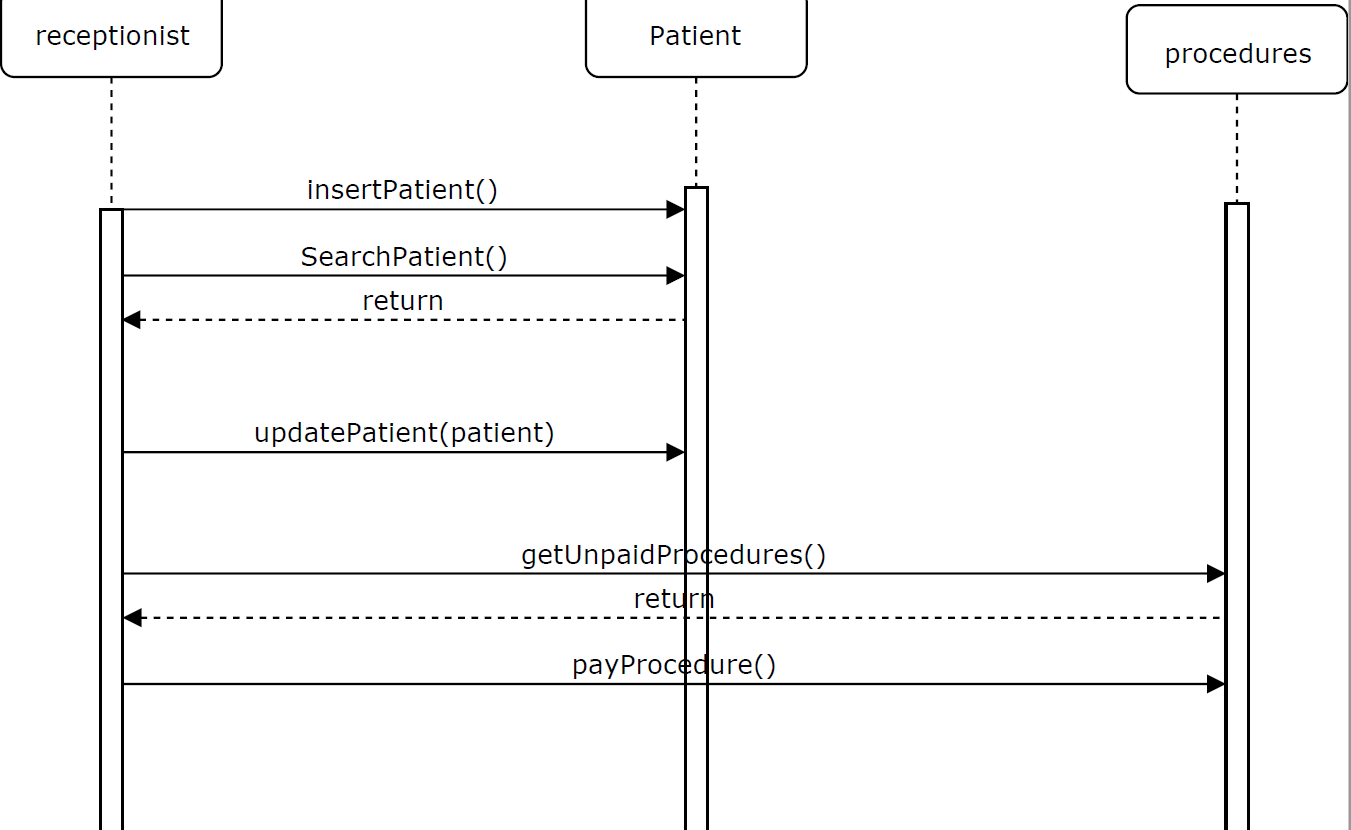 receptionist
Patient
procedures
insertPatient()
SearchPatient()
return
updatePatient(patient)
getUnpaidProcedures()
return
payProcedure()